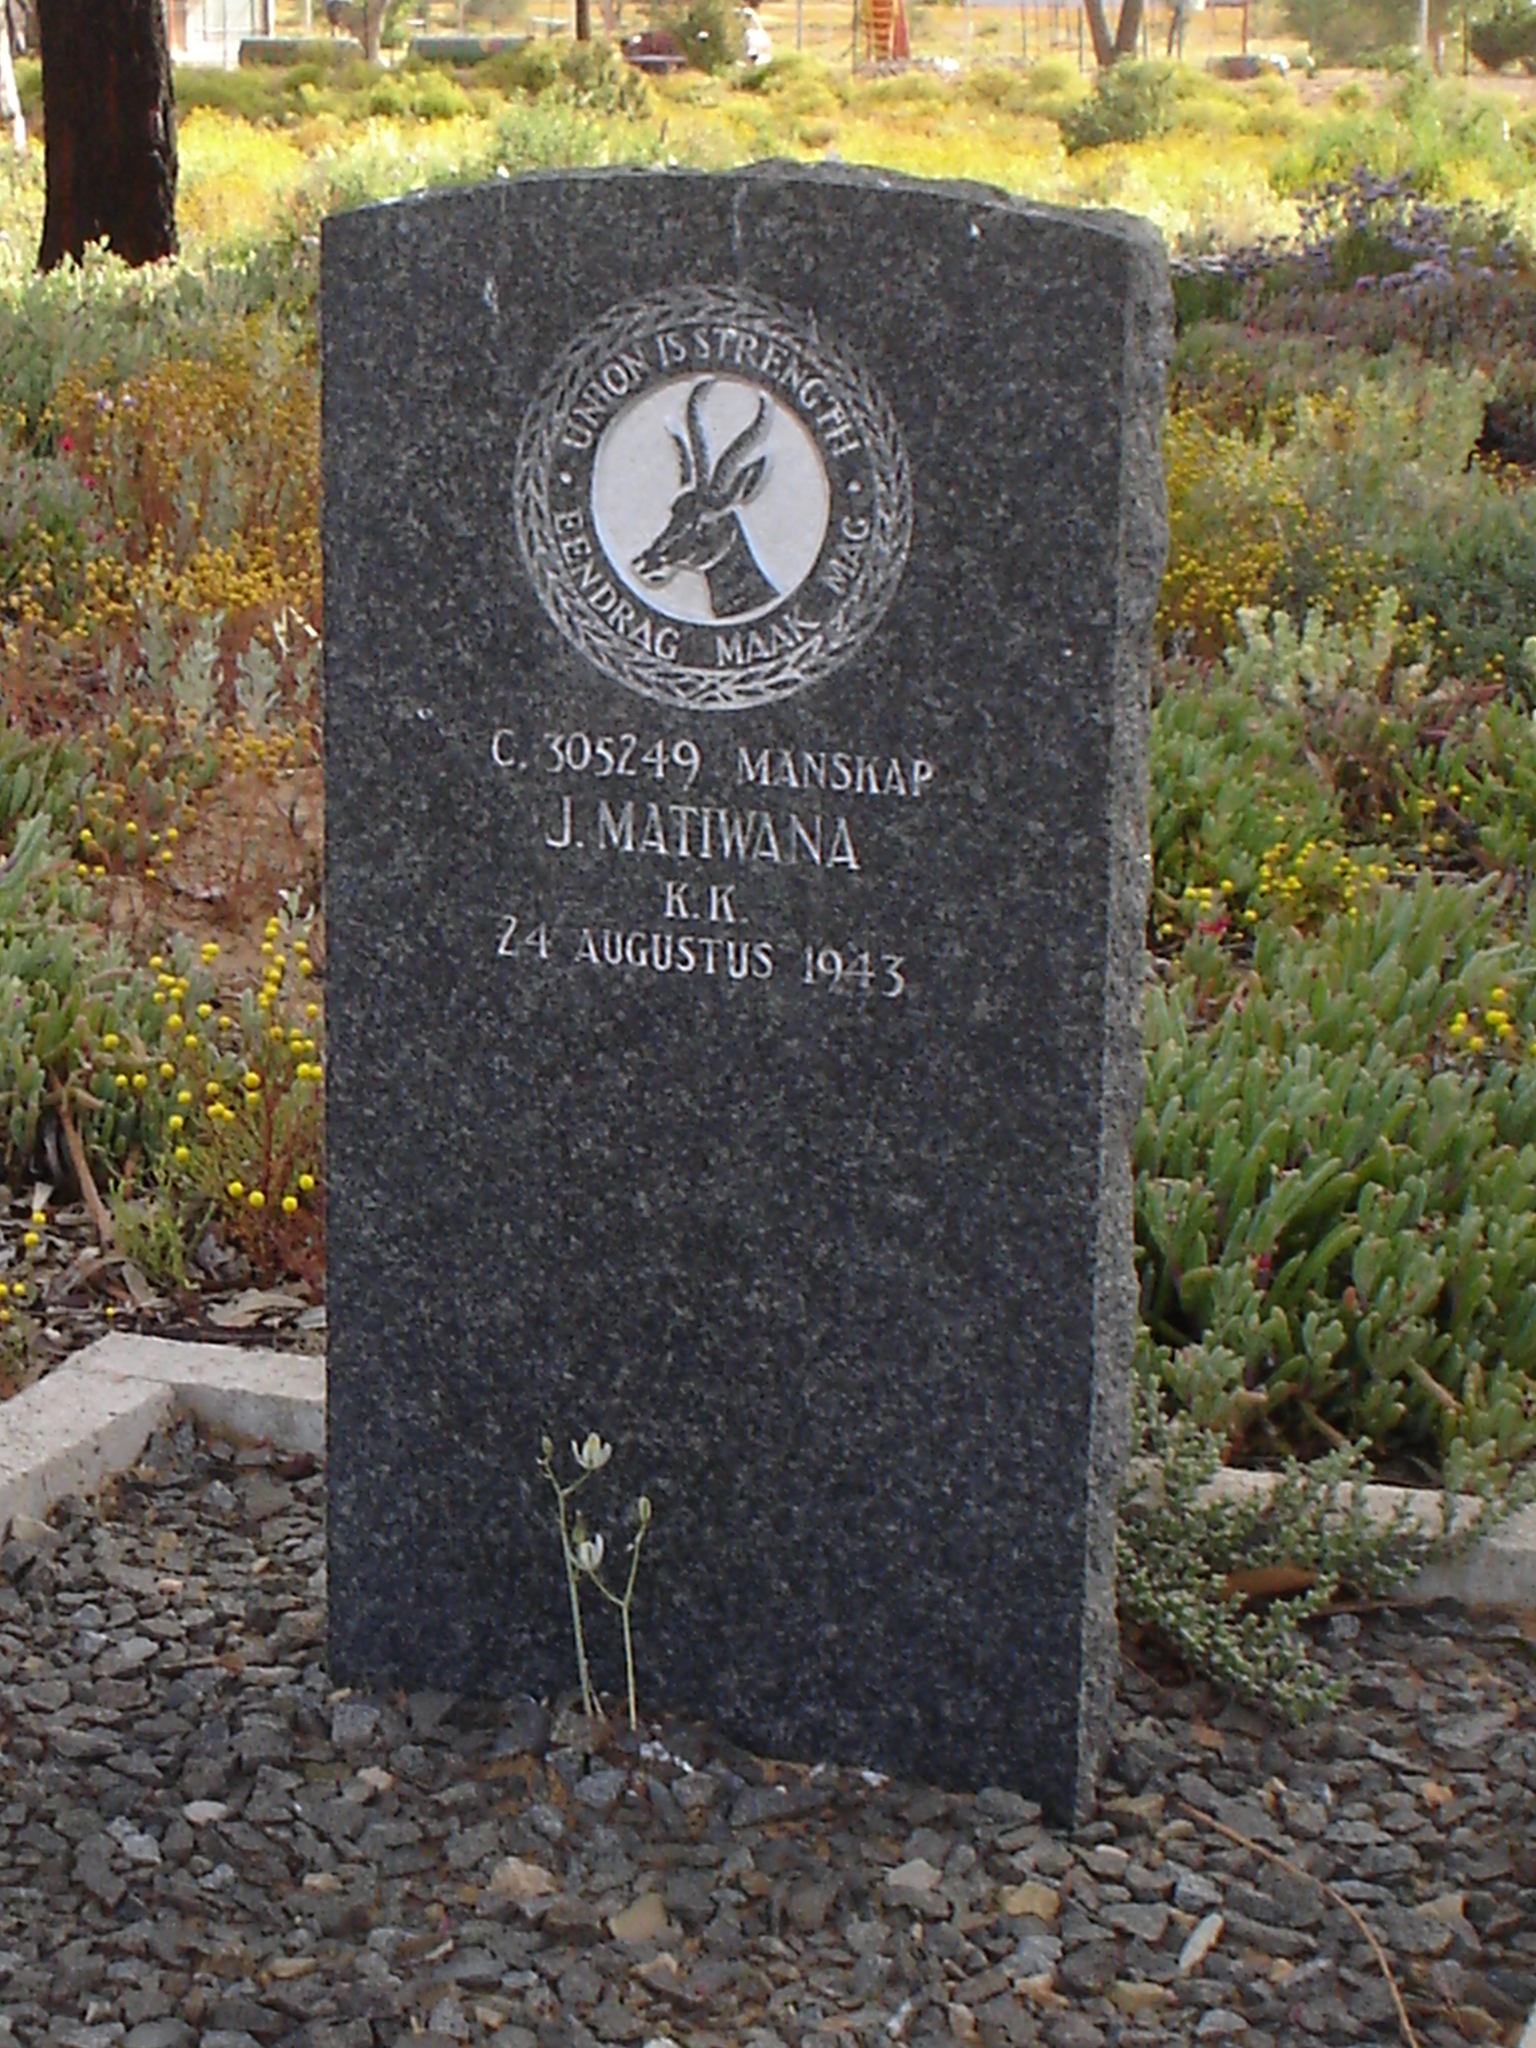 UNION IS STRENGTH
EENDRAG MAAK MAG
C. 305249 MANSKAP
J. MATIWANA
K.K.
24 AUGUSTUS 1943